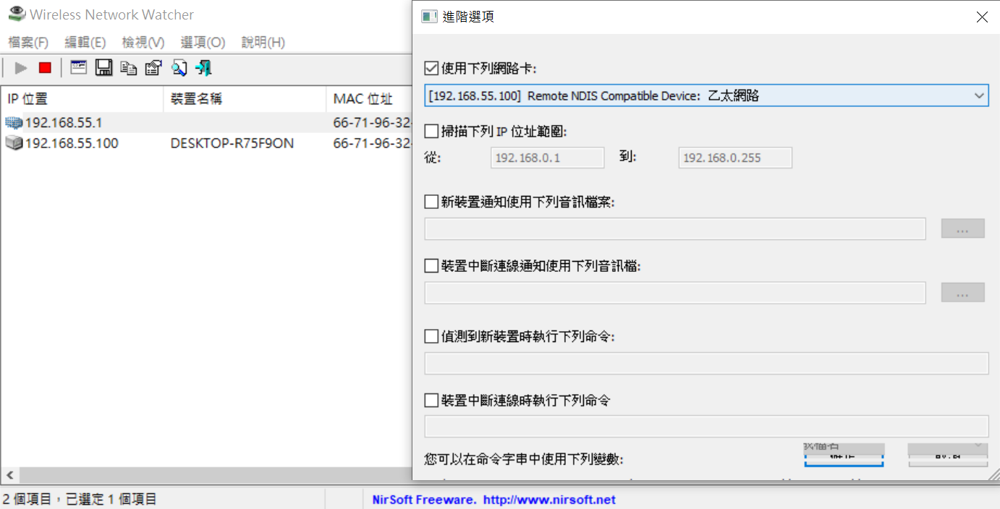 Wireless Network Watcher
檔案(F) 編輯(E) 檢視(V) 選項(O) 說明(H)
IP 位置 裝置名稱 MAC 位址
192.168.55.1 66-71-96-32-
192.168.55.100 DESKTOP-R75F9ON 66-71-96-32-
2 個項目，已選定 1 個項目
NirSoft Freeware. http://www.nirsoft.net
進階選項
使用下列網路卡:
[192.168.55.100] Remote NDIS Compatible Device: 乙太網路
掃描下列 IP 位址範圍:
從: 192.168.0.1 到: 192.168.0.255
新裝置通知使用下列音訊檔案:
...
裝置中斷連線通知使用下列音訊檔:
...
偵測到新裝置時執行下列命令:
裝置中斷連線時執行下列命令
您可以在命令字串中使用下列變數: